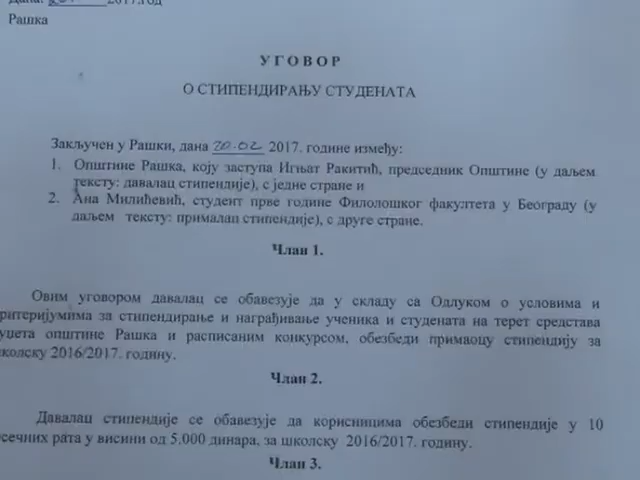 Дана: 2017.год
Рашка
УГОВОР
О СТИПЕНДИРАЊУ СТУДЕНАТА
Закључен у Рашки, дана 20.02 2017. године између:
1. Општине Рашка, коју заступа Игњат Ракитић, председник Општине (у даљем
тексту: давалац стипендије), с једне стране и
2. Ана Милићевић, студент прве године Филолошког факултета у Београду (у
даљем тексту: прималац стипендије), с друге стране.
Члан 1.
Овим уговором давалац се обавезује да у складу са Одлуком о условима и
ритеријумима за стипендирање и награђивање ученика и студената на терет средстава
уџета општине Рашка и расписаним конкурсом, обезбеди примаоцу стипендију за
школску 2016/2017. годину.
Члан 2.
Давалац стипендије се обавезује да корисницима обезбеди стипендије у 10
сечних рата у висини од 5.000 динара, за школску 2016/2017. годину.
Члан 3.